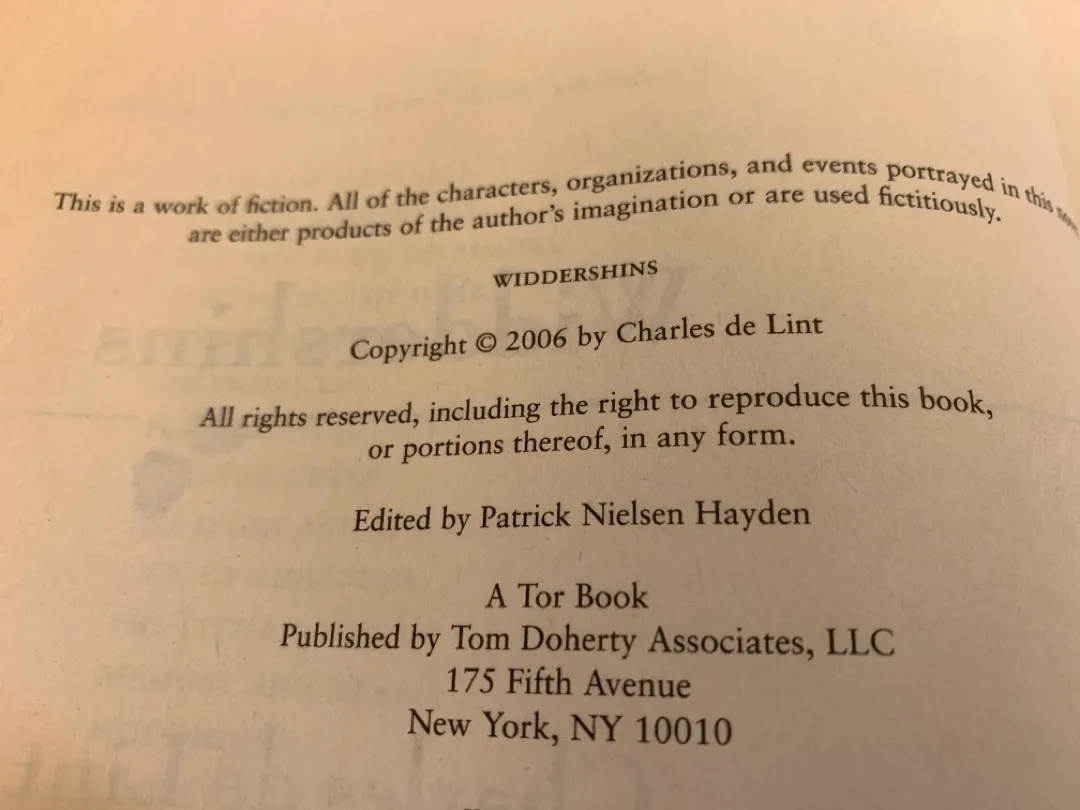 This is a work of fiction. All of the characters, organizations, and events portrayed in this
are either products of the author's imagination or are used fictitiously.
WIDDERSHINS
Copyright © 2006 by Charles de Lint
All rights reserved, including the right to reproduce this book,
or portions thereof, in any form.
Edited by Patrick Nielsen Hayden
A Tor Book
Published by Tom Doherty Associates, LLC
175 Fifth Avenue
New York, NY 10010